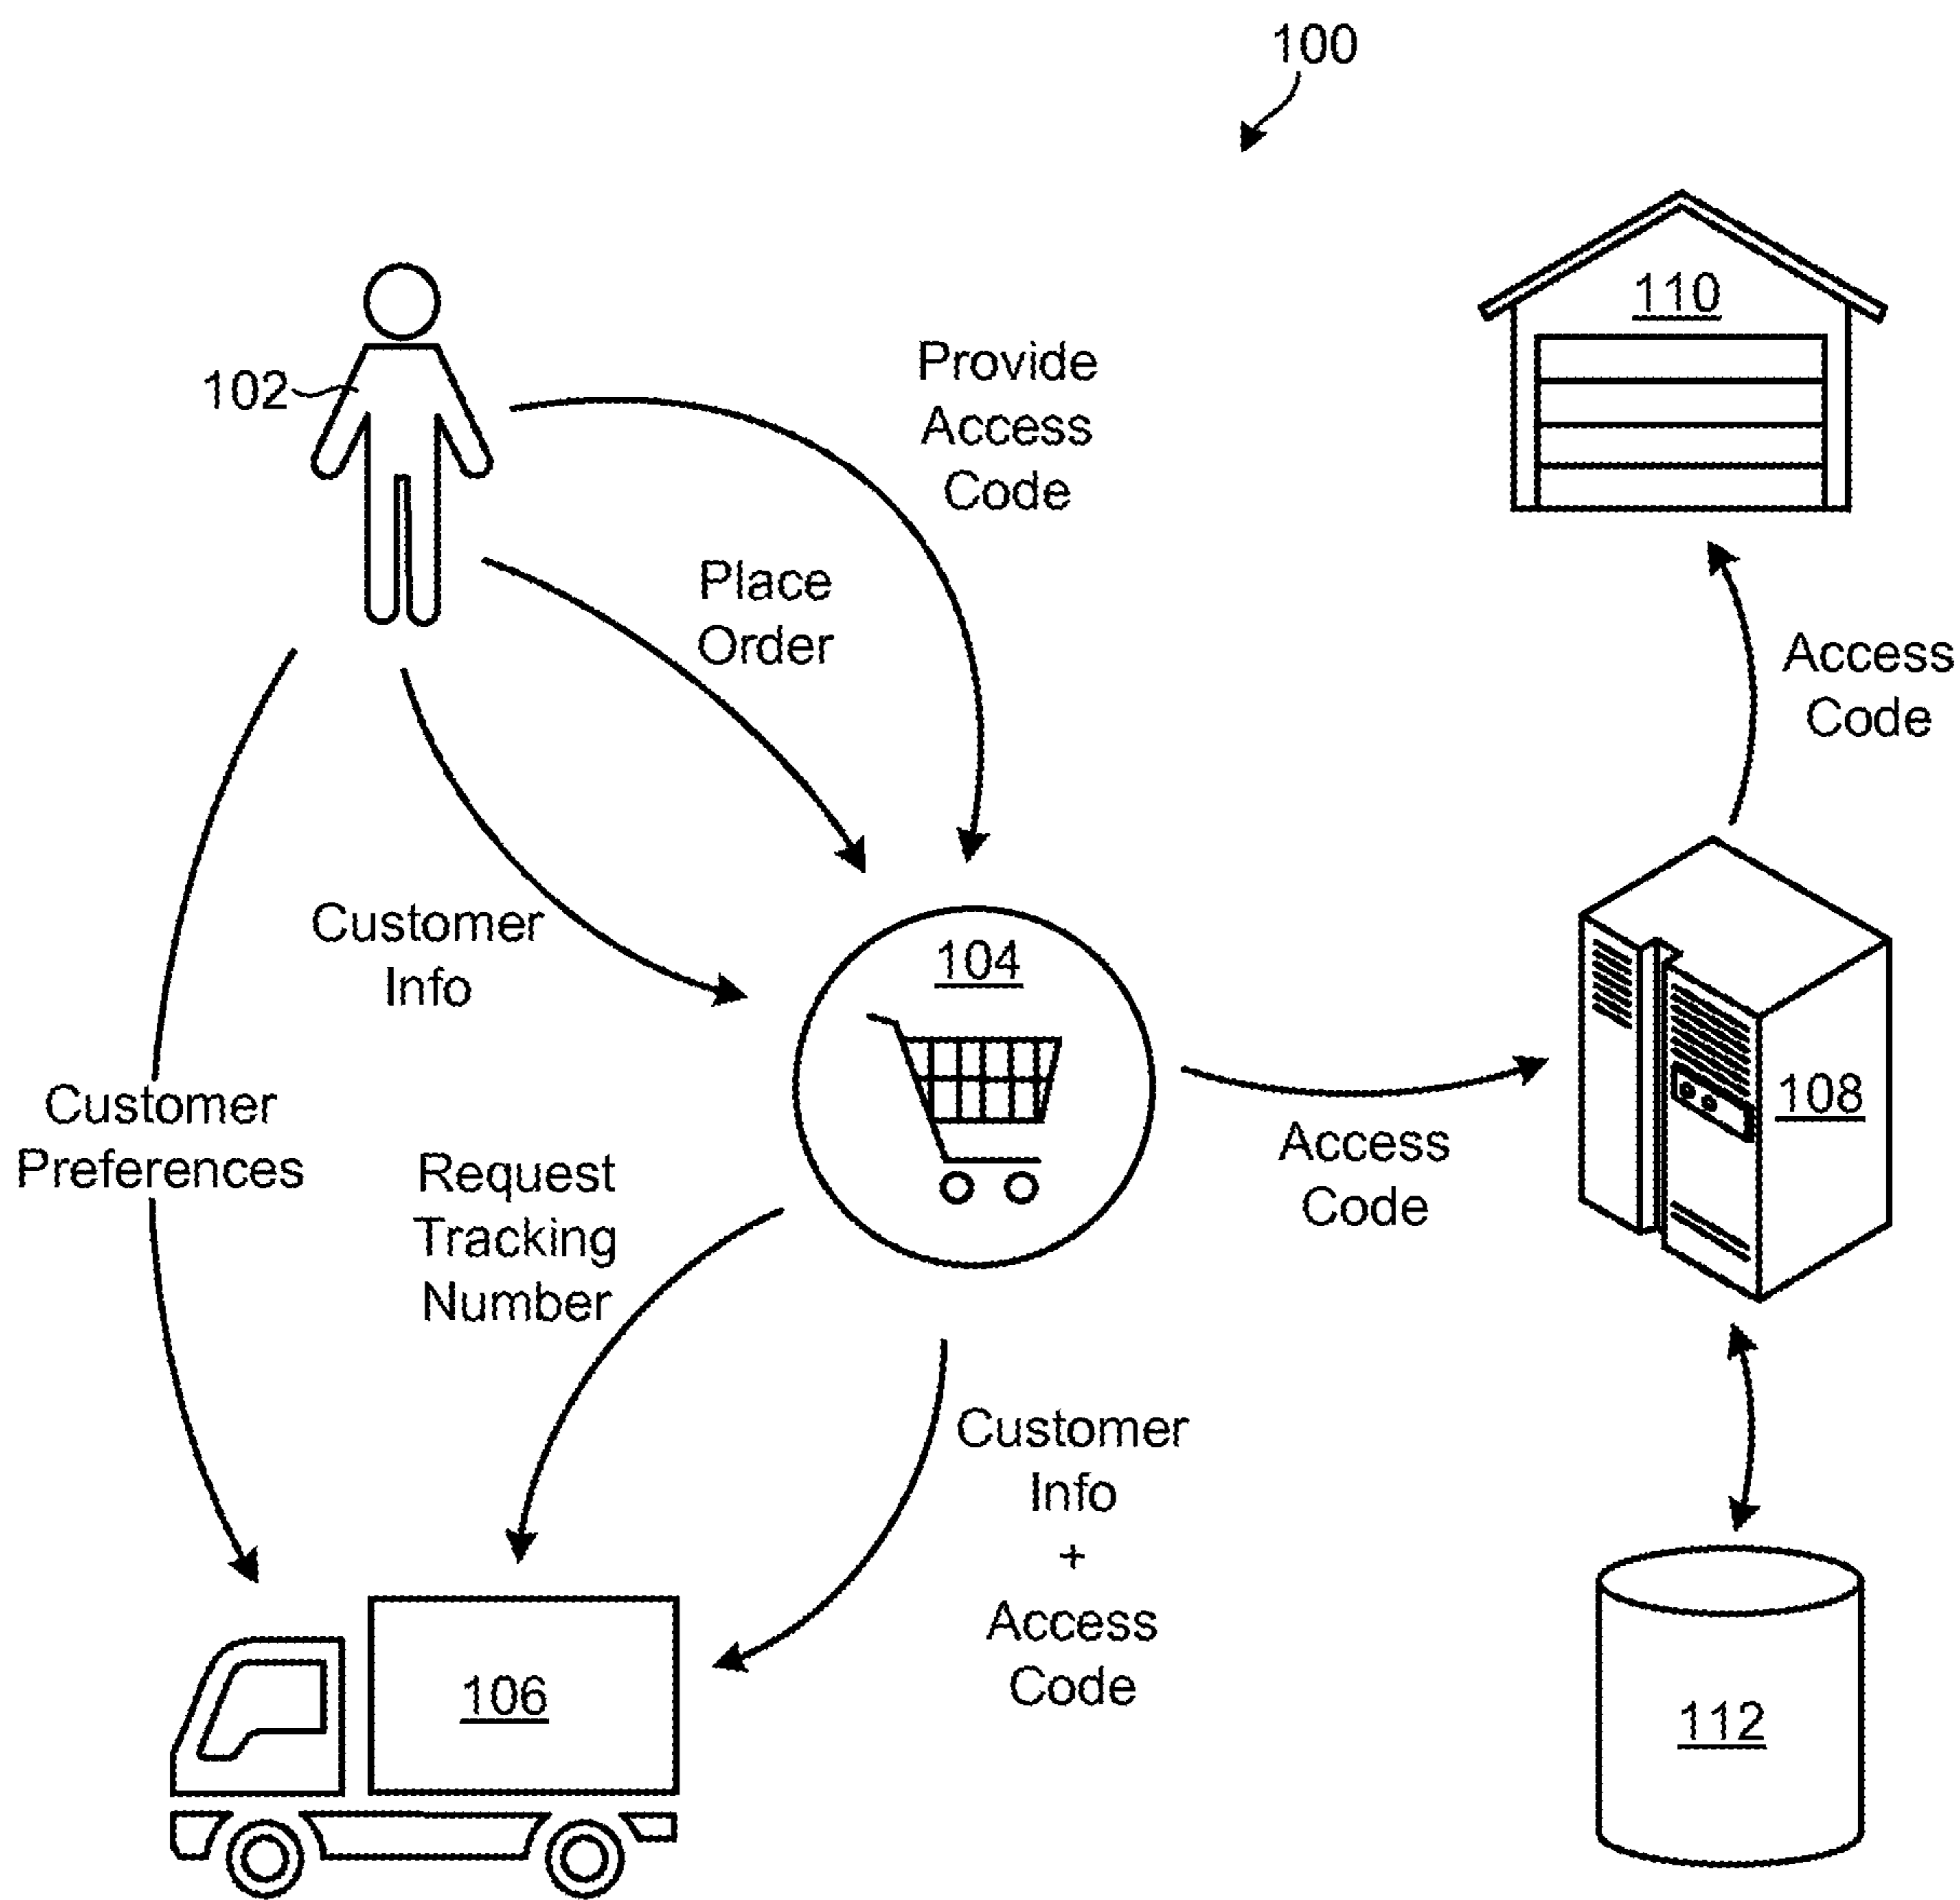 100
110
102
Provide
Access
Code
Place
Order
Access
Code
Customer
Info
104
108
Customer
Preferences
Request
Tracking
Number
Access
Code
Customer
Info
+
Access
Code
106
112